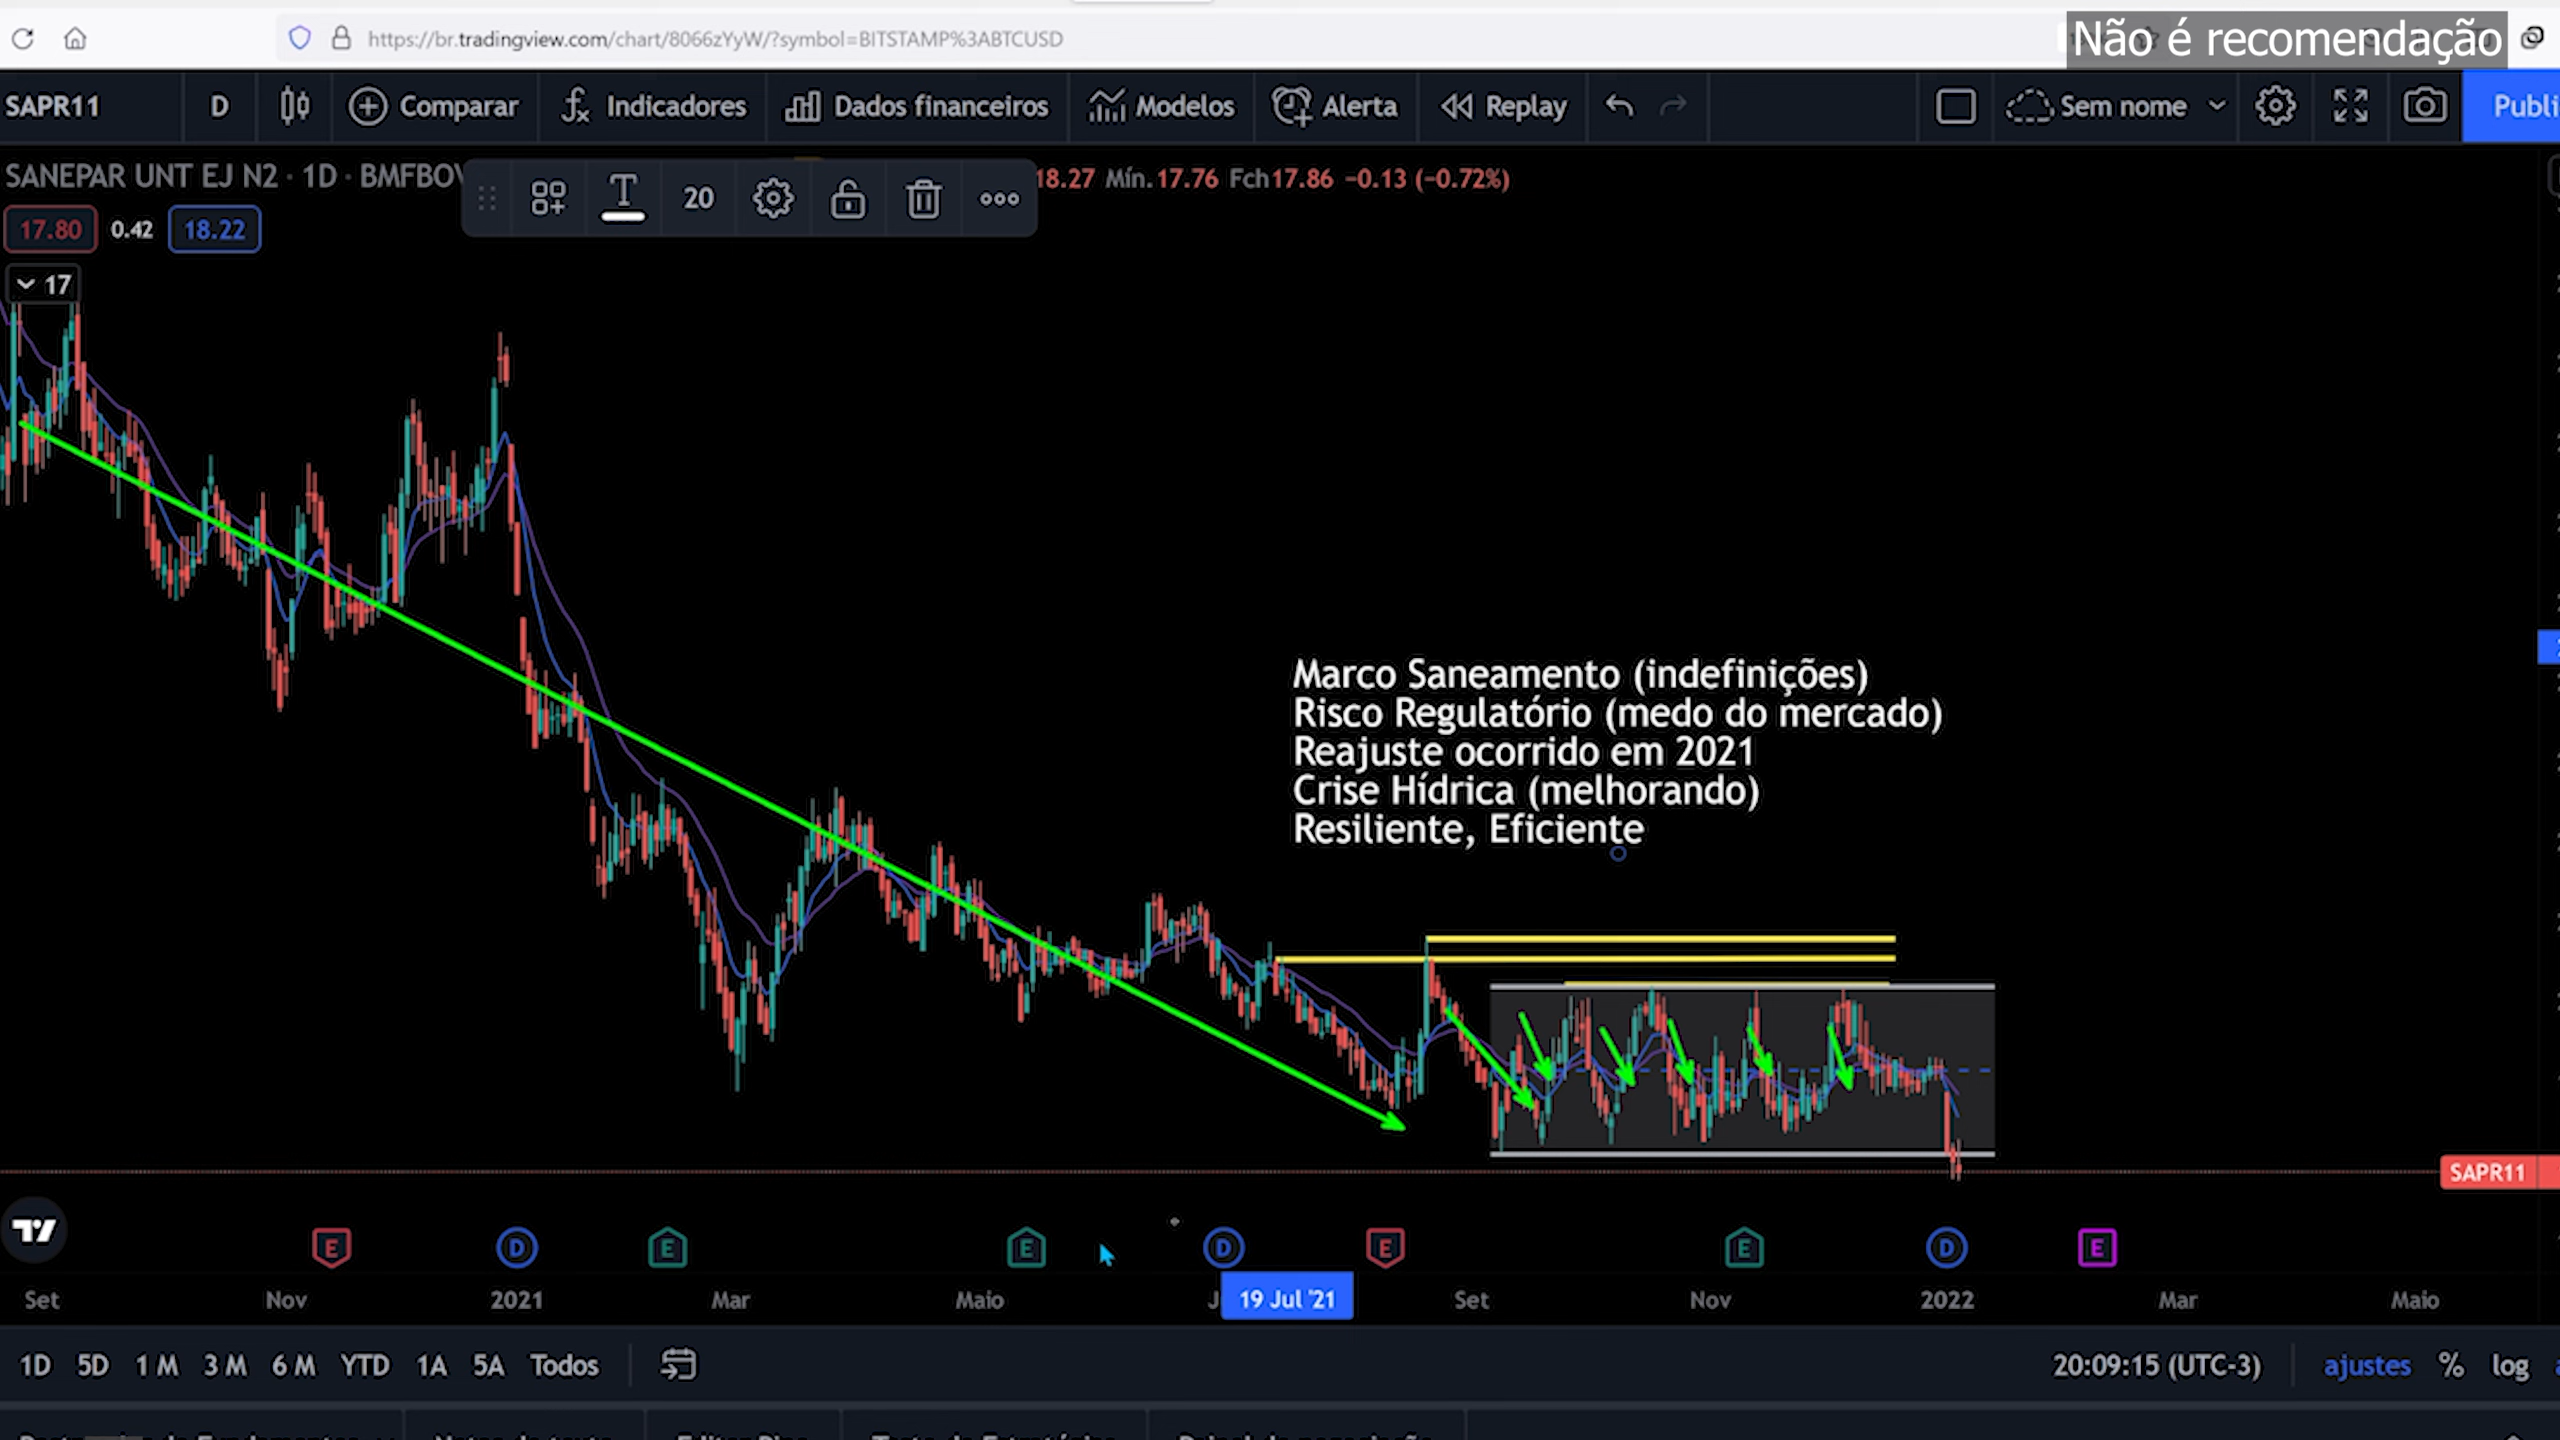 https://br.tradingview.com/chart/8066zYyW/?symbol=BITSTAMP%3ABTCUSD
Não é recomendação
SAPR11 D Comparar Indicadores Dados financeiros Modelos Alerta Replay Sem nome Publi
SANEPAR UNT EJ N2 · 1D · BMFBOV 18.27 Mín. 17.76 Fch 17.86 −0.13 (−0.72%)
T 20
17.80 0.42 18.22
17
Marco Saneamento (indefinições)
Risco Regulatório (medo do mercado)
Reajuste ocorrido em 2021
Crise Hídrica (melhorando)
Resiliente, Eficiente
SAPR11
E D E E D E E D E
Set Nov 2021 Mar Maio J 19 Jul '21 Set Nov 2022 Mar Maio
1D 5D 1 M 3 M 6 M YTD 1A 5A Todos 20:09:15 (UTC-3) ajustes % log